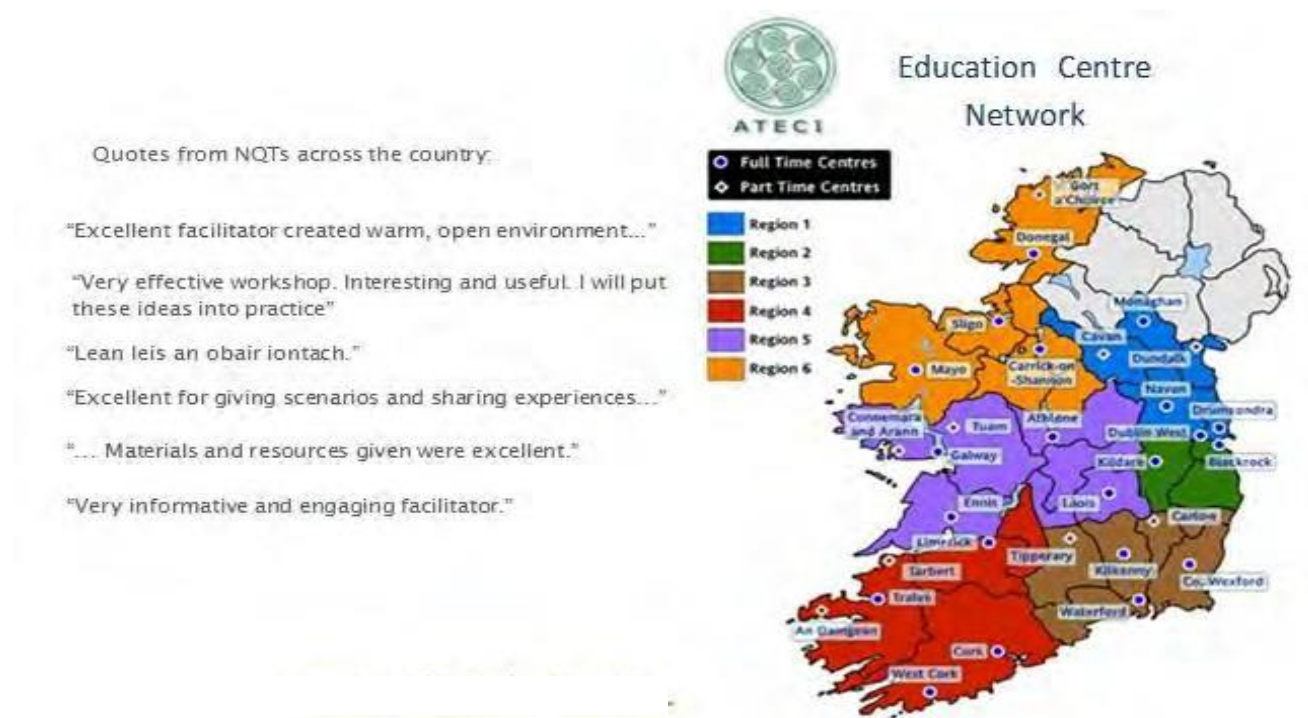 Quotes from NQTs across the country:
“Excellent facilitator created warm, open environment...”
“Very effective workshop. Interesting and useful. I will put
these ideas into practice”
“Lean leis an obair iontach.”
“Excellent for giving scenarios and sharing experiences...”
“... Materials and resources given were excellent.”
“Very informative and engaging facilitator.”
ATECI
Education Centre
Network
Full Time Centres
Part Time Centres
Region 1
Region 2
Region 3
Region 4
Region 5
Region 6
Gort
a'Choirce
Donegal
Monaghan
Sligo
Cavan
Dundalk
Mayo
Carrick-on
-Shannon
Navan
Drumcondra
Connemara
and Arann
Tuam
Athlone
Dublin West
Galway
Kildare
Blackrock
Ennis
Laois
Carlow
Limerick
Tipperary
Kilkenny
Tarbert
Co. Wexford
Tralee
Waterford
An Daingean
Cork
West Cork